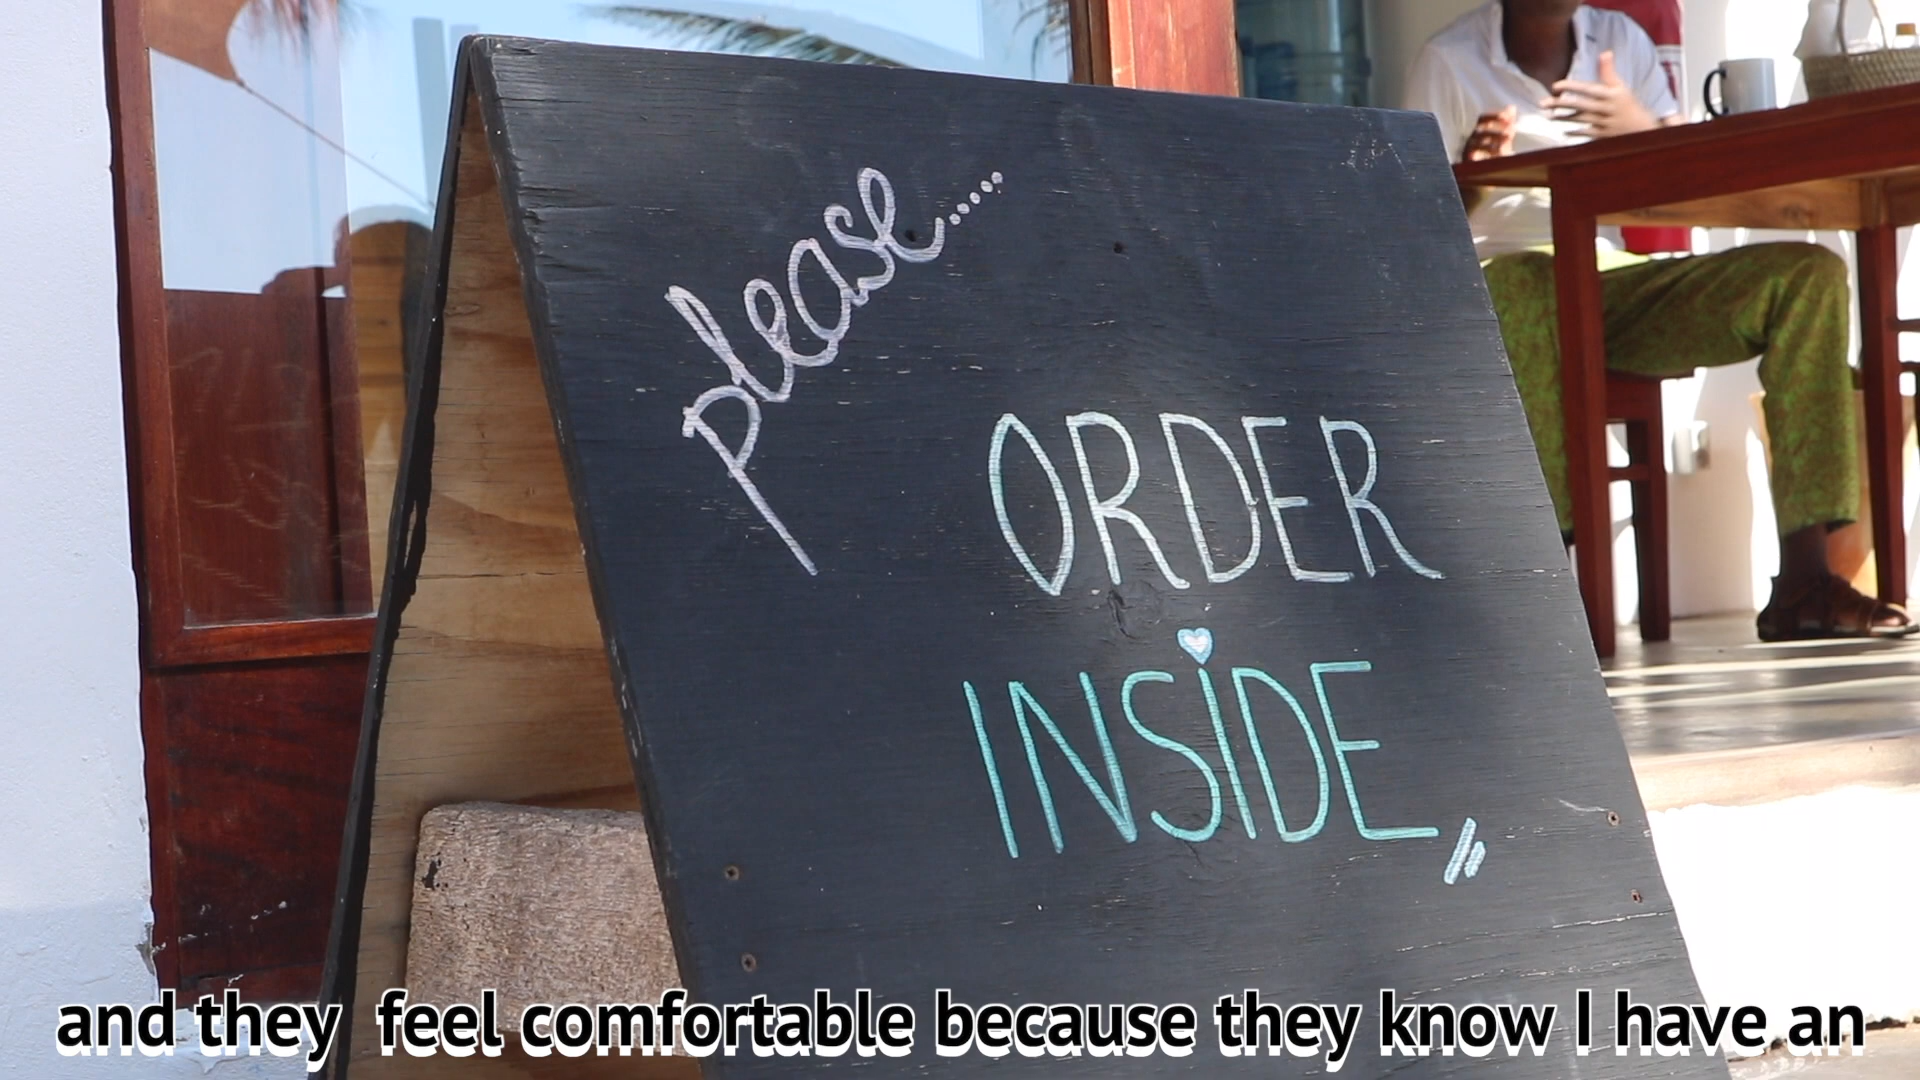 please.....
ORDER
INSIDE
and they feel comfortable because they know I have an